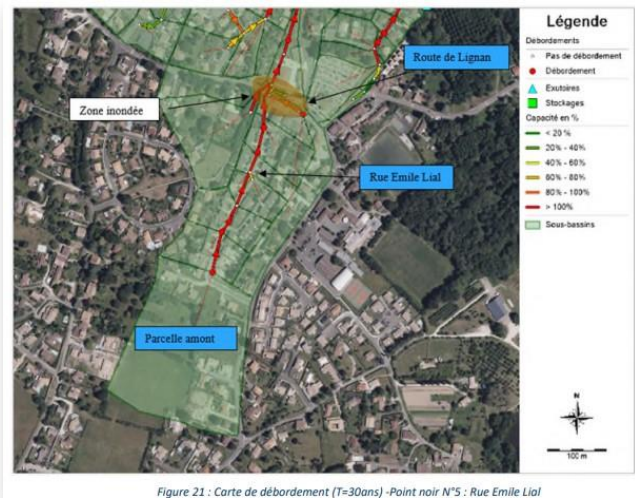 Route de Lignan
Zone inondée
Rue Emile Lial
Parcelle amont
Légende
Débordements
Pas de débordement
Débordement
Exutoires
Stockages
Capacité en %
< 20 %
20% - 40%
40% - 60%
60% - 80%
80% - 100%
> 100%
Sous-bassins
N
100 m
Figure 21 : Carte de débordement (T=30ans) -Point noir N°5 : Rue Emile Lial